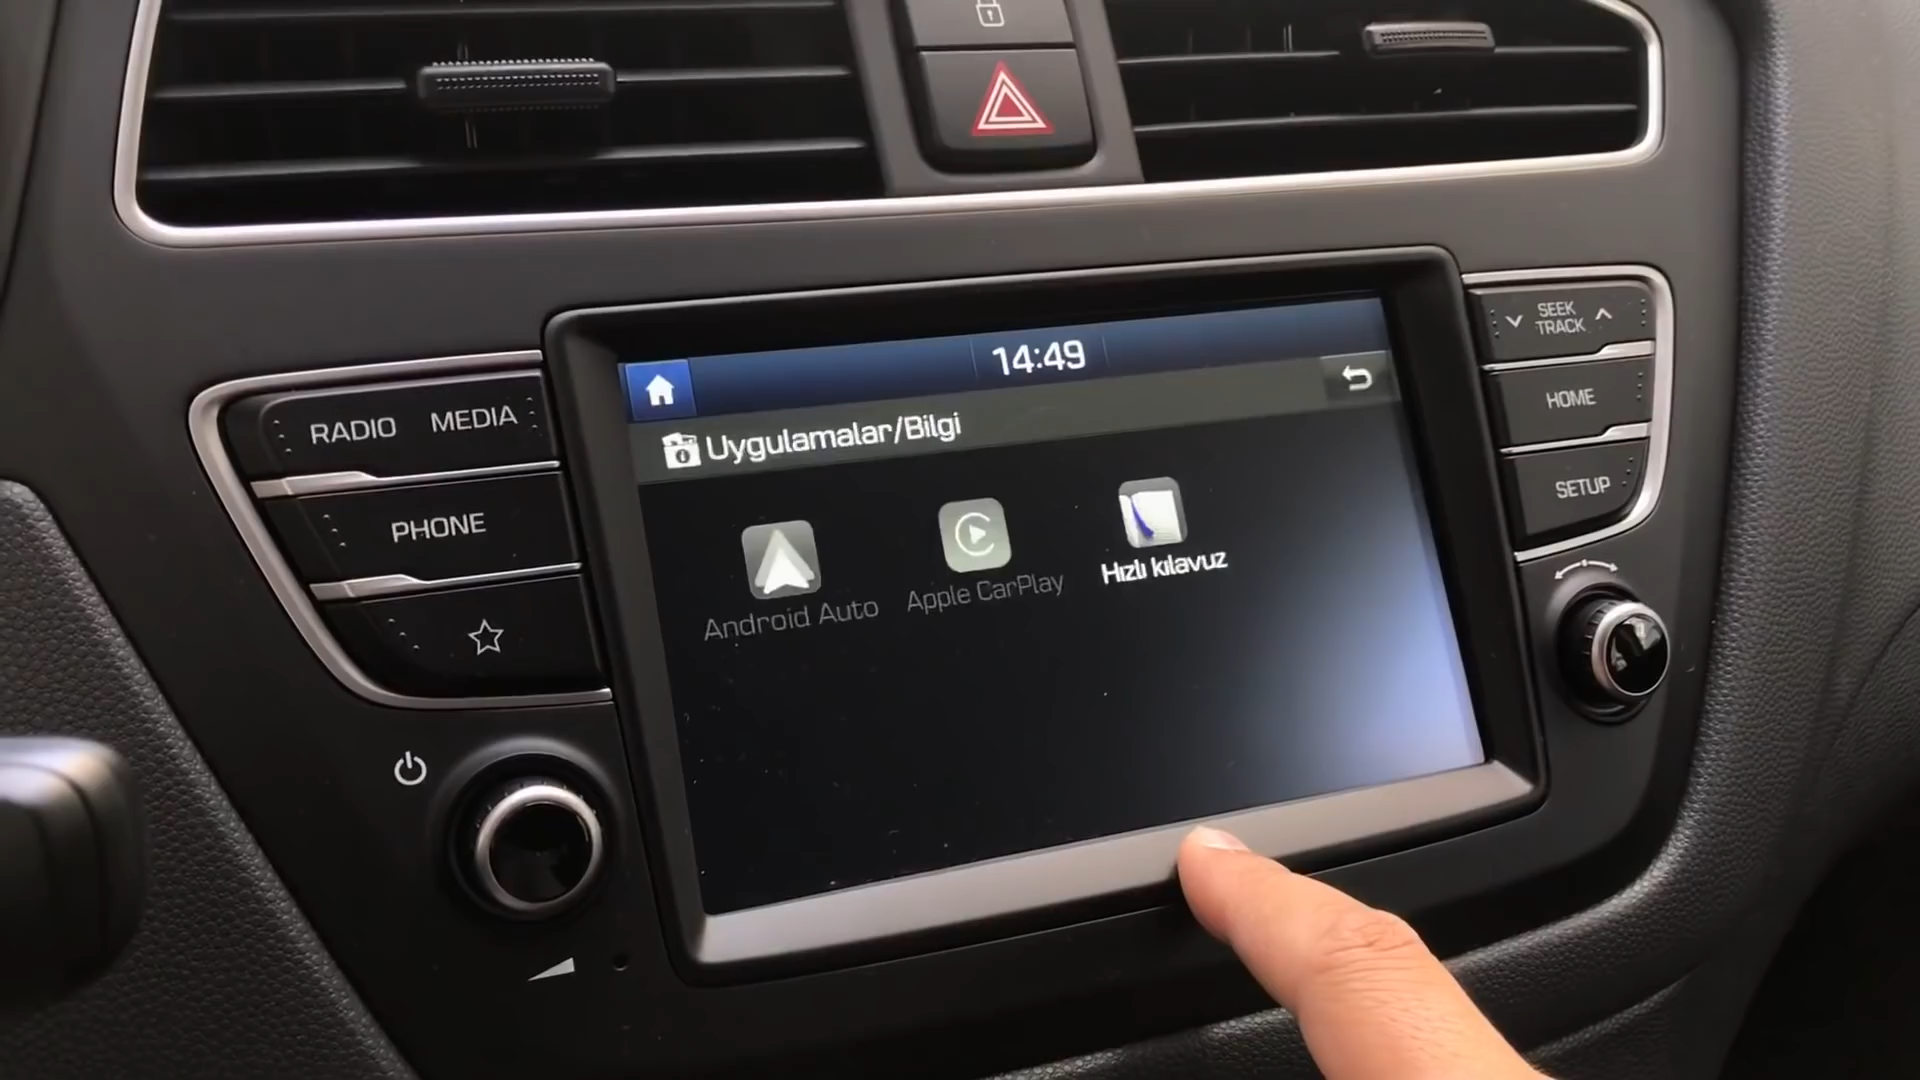 14:49
Uygulamalar/Bilgi
Android Auto
Apple CarPlay
Hızlı kılavuz
RADIO MEDIA
PHONE
SEEK
TRACK
HOME
SETUP